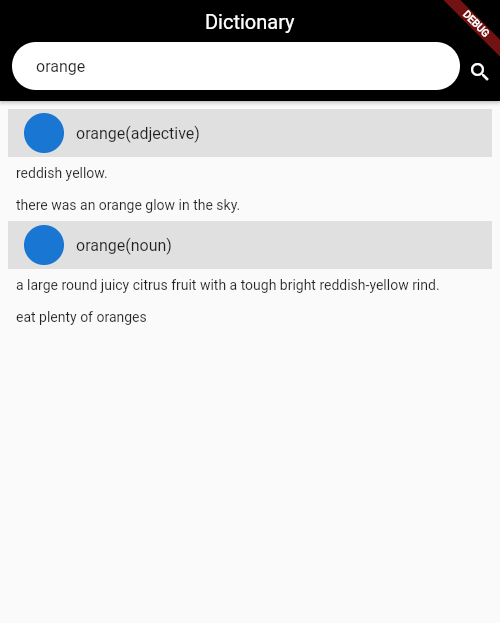 Dictionary
DEBUG
orange
orange(adjective)
reddish yellow.
there was an orange glow in the sky.
orange(noun)
a large round juicy citrus fruit with a tough bright reddish-yellow rind.
eat plenty of oranges